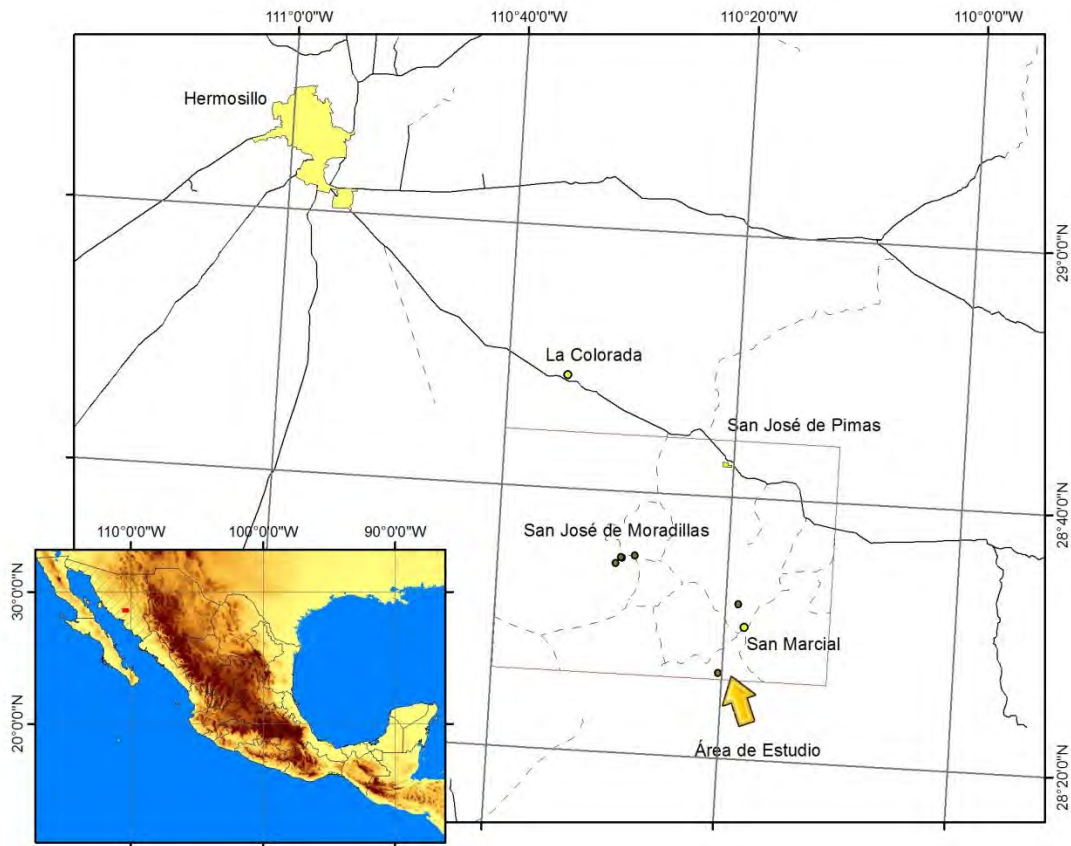 111°0'0"W
110°40'0"W
110°20'0"W
110°0'0"W
Hermosillo
29°0'0"N
La Colorada
San José de Pimas
28°40'0"N
San José de Moradillas
110°0'0"W
100°0'0"W
90°0'0"W
30°0'0"N
San Marcial
20°0'0"N
Área de Estudio
28°20'0"N